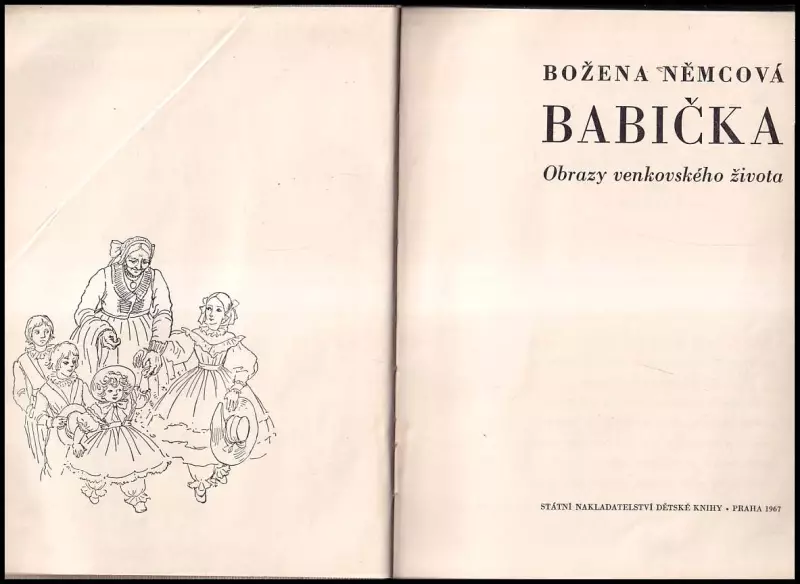 BOŽENA NĚMCOVÁ
BABIČKA
Obrazy venkovského života
STÁTNÍ NAKLADATELSTVÍ DĚTSKÉ KNIHY • PRAHA 1967